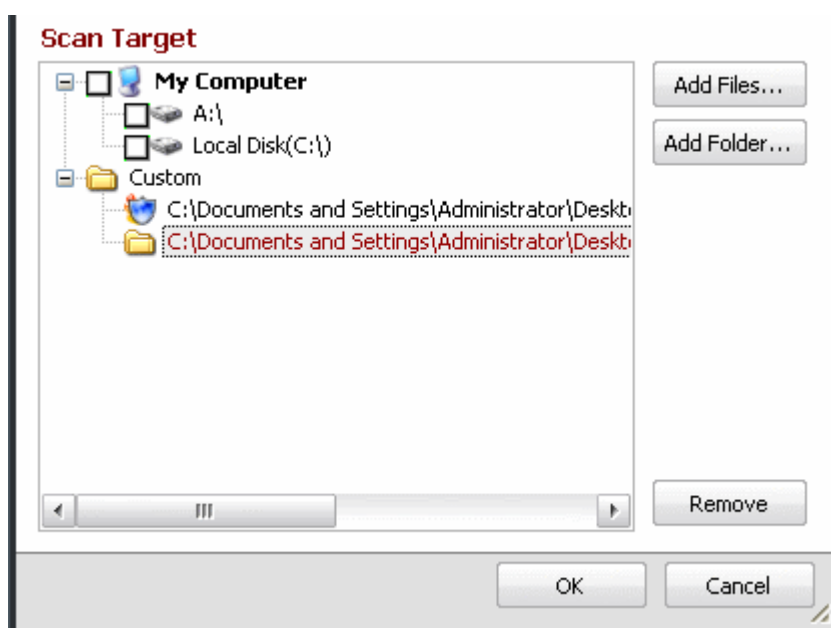 Scan Target
My Computer
A:\
Local Disk(C:\)
Custom
C:\Documents and Settings\Administrator\Deskt
C:\Documents and Settings\Administrator\Deskt
Add Files...
Add Folder...
Remove
OK
Cancel